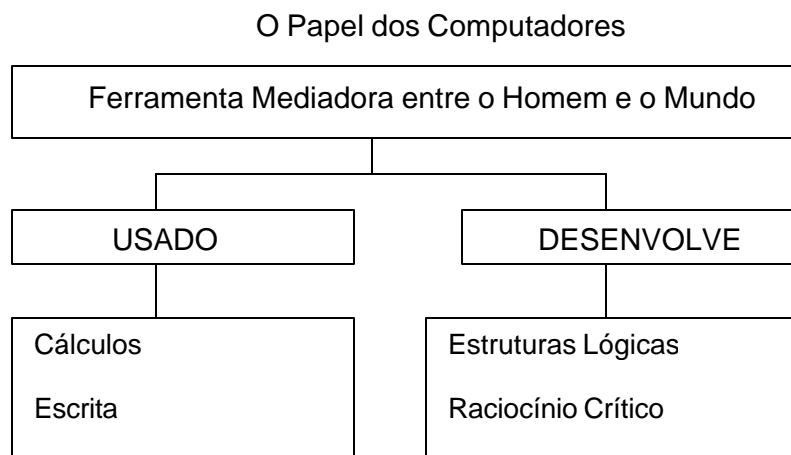 O Papel dos Computadores
Ferramenta Mediadora entre o Homem e o Mundo
USADO
DESENVOLVE
Cálculos
Escrita
Estruturas Lógicas
Raciocínio Crítico